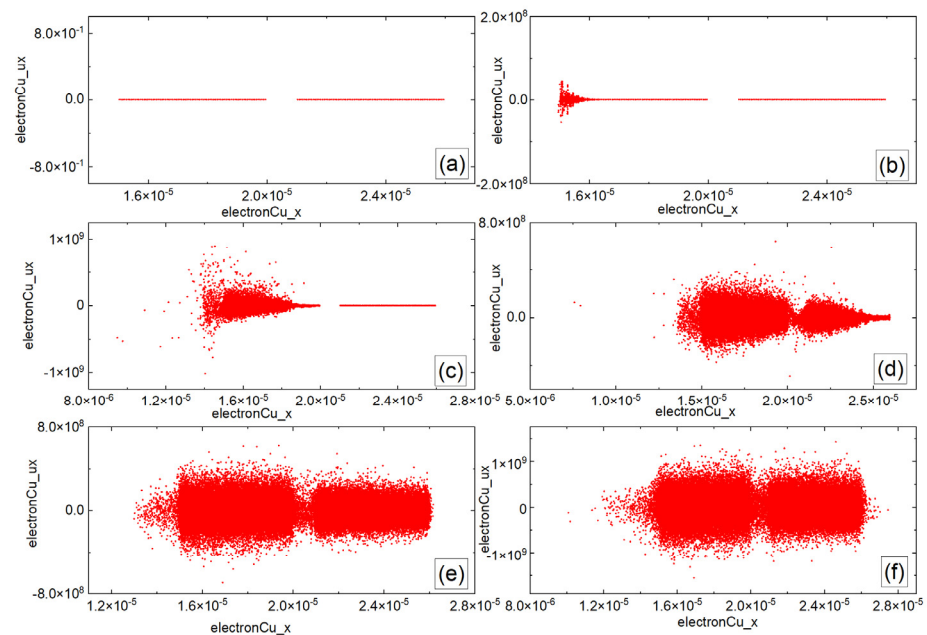 8.0×10⁻¹
0.0
-8.0×10⁻¹
electronCu_ux
(a)
1.6×10⁻⁵ 2.0×10⁻⁵ 2.4×10⁻⁵
electronCu_x
2.0×10⁸
0.0
-2.0×10⁸
electronCu_ux
(b)
1.6×10⁻⁵ 2.0×10⁻⁵ 2.4×10⁻⁵
electronCu_x
1×10⁹
0
-1×10⁹
electronCu_ux
(c)
8.0×10⁻⁶ 1.2×10⁻⁵ 1.6×10⁻⁵ 2.0×10⁻⁵ 2.4×10⁻⁵ 2.8×10⁻⁵
electronCu_x
8.0×10⁸
0.0
electronCu_ux
(d)
5.0×10⁻⁶ 1.0×10⁻⁵ 1.5×10⁻⁵ 2.0×10⁻⁵ 2.5×10⁻⁵
electronCu_x
8.0×10⁸
0.0
-8.0×10⁸
electronCu_ux
(e)
1.2×10⁻⁵ 1.6×10⁻⁵ 2.0×10⁻⁵ 2.4×10⁻⁵ 2.8×10⁻⁵
electronCu_x
1×10⁹
0
-1×10⁹
electronCu_ux
(f)
8.0×10⁻⁶ 1.2×10⁻⁵ 1.6×10⁻⁵ 2.0×10⁻⁵ 2.4×10⁻⁵ 2.8×10⁻⁵
electronCu_x